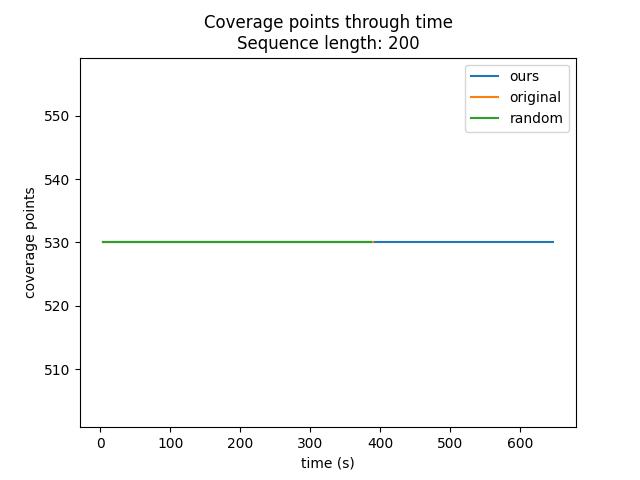 Coverage points through time
Sequence length: 200
ours
original
random
coverage points
550
540
530
520
510
0 100 200 300 400 500 600
time (s)